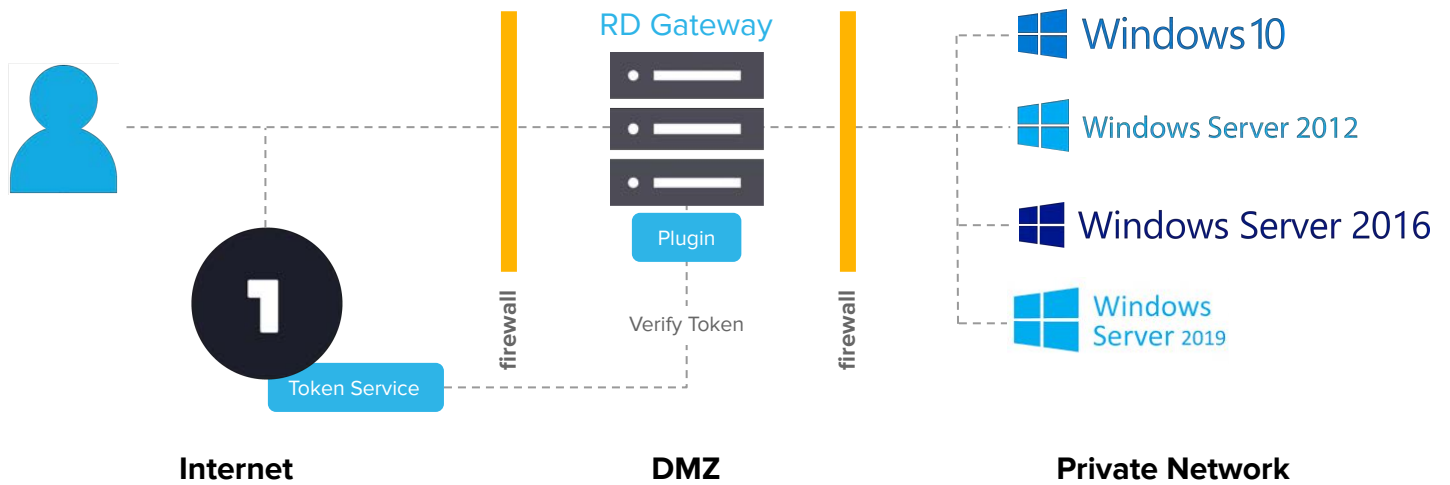 RD Gateway
Windows 10
Windows Server 2012
Plugin
Windows Server 2016
1
firewall
Verify Token
firewall
Windows
Server 2019
Token Service
Internet
DMZ
Private Network